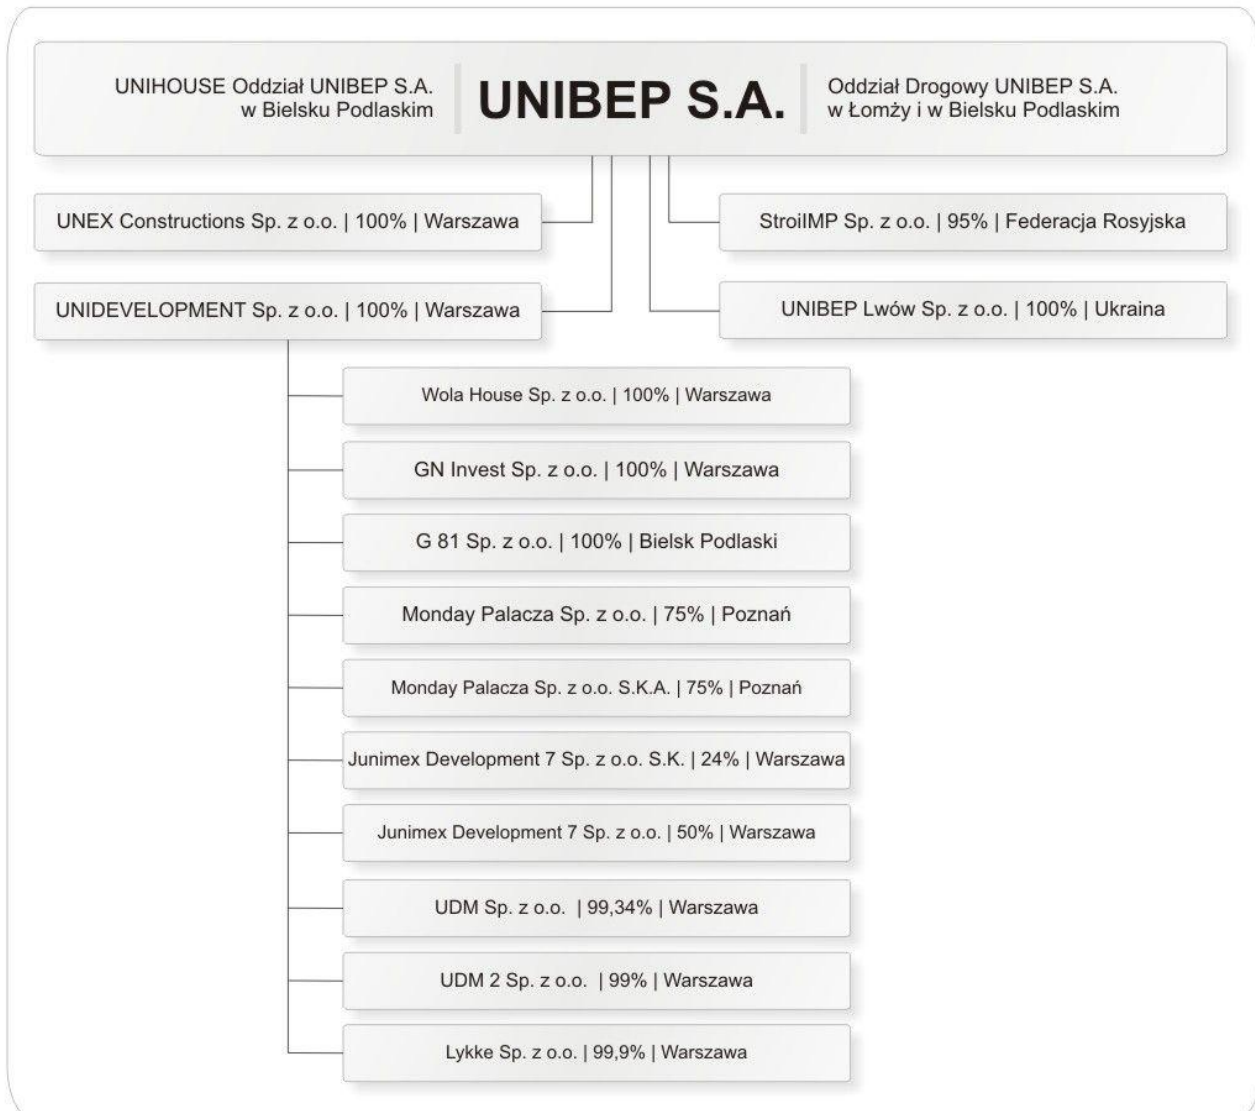 UNIHOUSE Oddział UNIBEP S.A.
w Bielsku Podlaskim
UNIBEP S.A.
Oddział Drogowy UNIBEP S.A.
w Łomży i w Bielsku Podlaskim
UNEX Constructions Sp. z o.o. | 100% | Warszawa
StroiIMP Sp. z o.o. | 95% | Federacja Rosyjska
UNIDEVELOPMENT Sp. z o.o. | 100% | Warszawa
UNIBEP Lwów Sp. z o.o. | 100% | Ukraina
Wola House Sp. z o.o. | 100% | Warszawa
GN Invest Sp. z o.o. | 100% | Warszawa
G 81 Sp. z o.o. | 100% | Bielsk Podlaski
Monday Palacza Sp. z o.o. | 75% | Poznań
Monday Palacza Sp. z o.o. S.K.A. | 75% | Poznań
Junimex Development 7 Sp. z o.o. S.K. | 24% | Warszawa
Junimex Development 7 Sp. z o.o. | 50% | Warszawa
UDM Sp. z o.o. | 99,34% | Warszawa
UDM 2 Sp. z o.o. | 99% | Warszawa
Lykke Sp. z o.o. | 99,9% | Warszawa